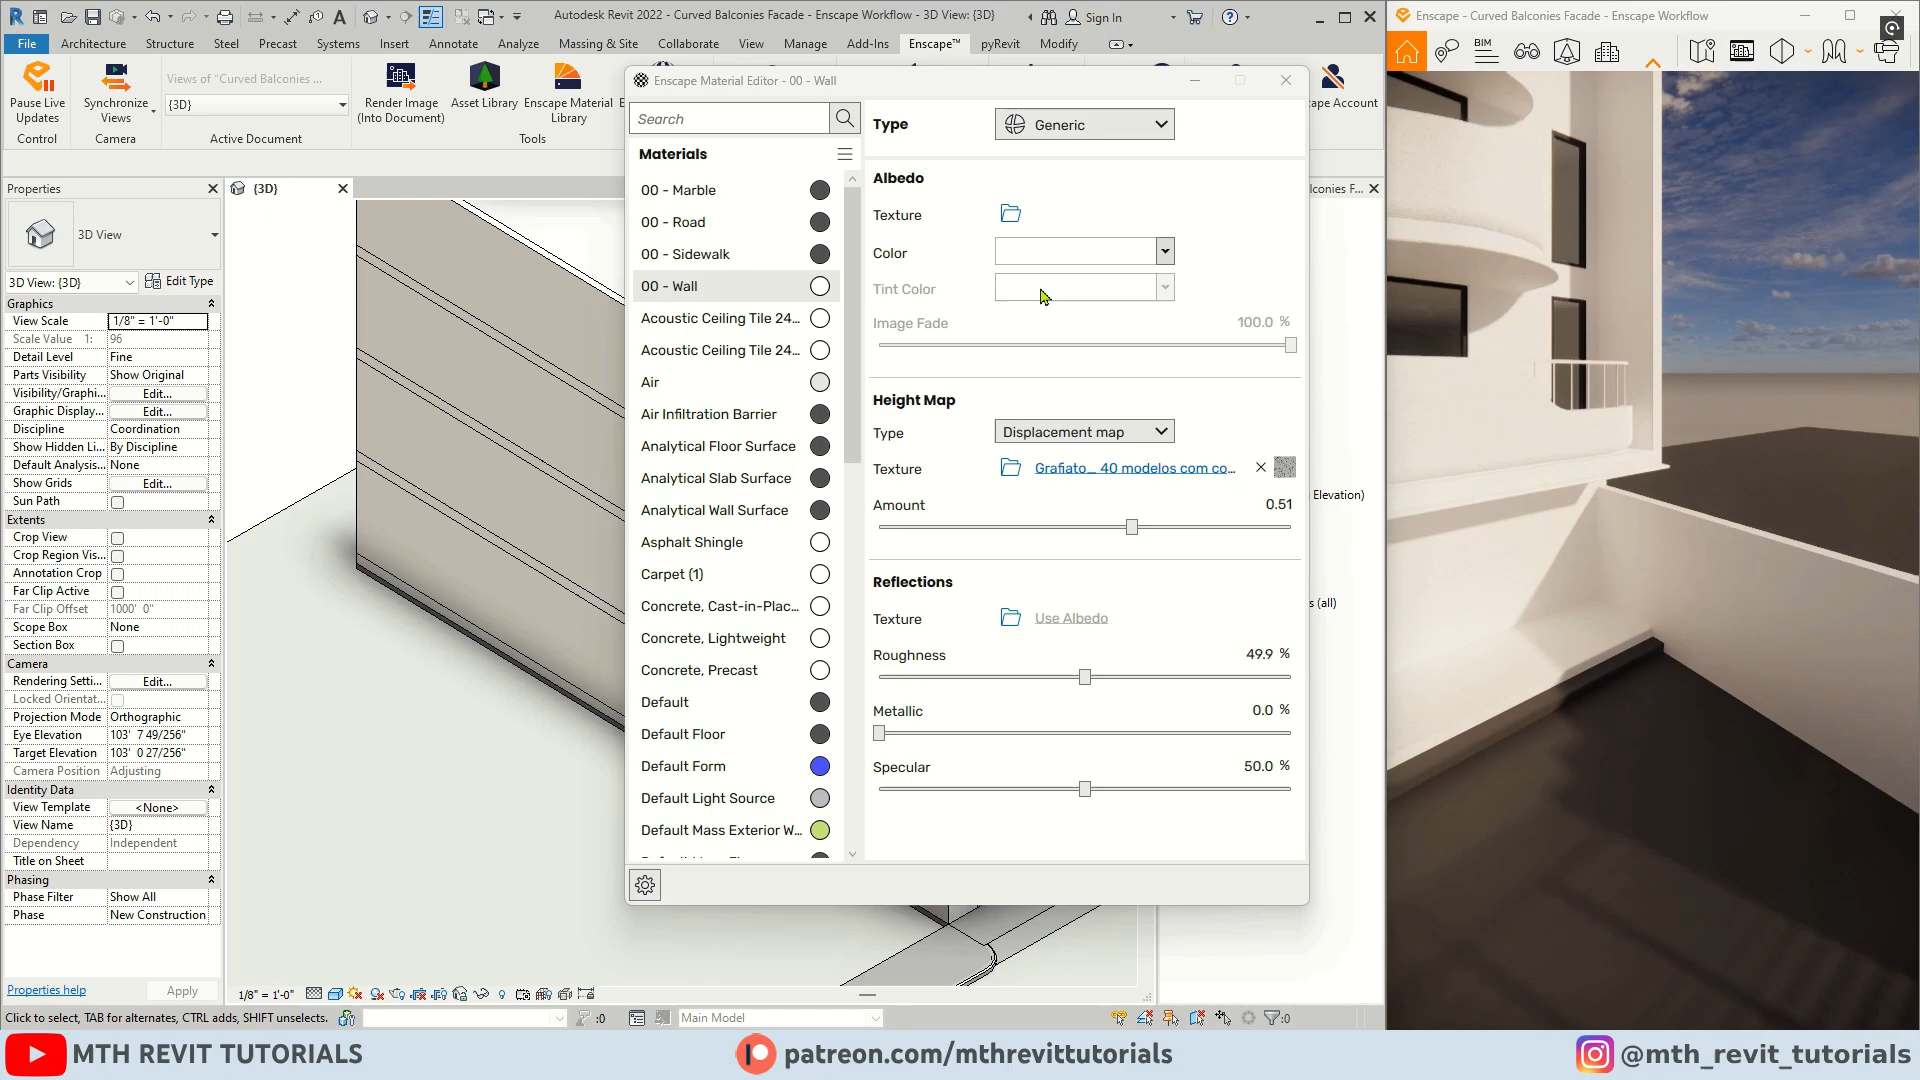 Autodesk Revit 2022 - Curved Balconies Facade - Enscape Workflow - 3D View: {3D}
Sign In
Enscape - Curved Balconies Facade - Enscape Workflow
File
Architecture
Structure
Steel
Precast
Systems
Insert
Annotate
Analyze
Massing & Site
Collaborate
View
Manage
Add-Ins
Enscape™
pyRevit
Modify
BIM
Pause Live
Updates
Synchronize
Views
Views of "Curved Balconies ...
{3D}
Render Image
(Into Document)
Asset Library
Enscape Material
Library
Control
Camera
Active Document
Tools
Enscape Material Editor - 00 - Wall
Search
Materials
00 - Marble
00 - Road
00 - Sidewalk
00 - Wall
Acoustic Ceiling Tile 24...
Acoustic Ceiling Tile 24...
Air
Air Infiltration Barrier
Analytical Floor Surface
Analytical Slab Surface
Analytical Wall Surface
Asphalt Shingle
Carpet (1)
Concrete, Cast-in-Plac...
Concrete, Lightweight
Concrete, Precast
Default
Default Floor
Default Form
Default Light Source
Default Mass Exterior W...
Type
Generic
Albedo
Texture
Color
Tint Color
Image Fade
100.0 %
Height Map
Type
Displacement map
Texture
Grafiato_ 40 modelos com co...
Amount
0.51
Reflections
Texture
Use Albedo
Roughness
49.9 %
Metallic
0.0 %
Specular
50.0 %
ape Account
lconies F...
Elevation)
s (all)
Properties
{3D}
3D View
3D View: {3D}
Edit Type
Graphics
View Scale
1/8" = 1'-0"
Scale Value 1:
96
Detail Level
Fine
Parts Visibility
Show Original
Visibility/Graphi...
Edit...
Graphic Display...
Edit...
Discipline
Coordination
Show Hidden Li...
By Discipline
Default Analysis...
None
Show Grids
Edit...
Sun Path
Extents
Crop View
Crop Region Vis...
Annotation Crop
Far Clip Active
Far Clip Offset
1000' 0"
Scope Box
None
Section Box
Camera
Rendering Setti...
Edit...
Locked Orientat...
Projection Mode
Orthographic
Eye Elevation
103' 7 49/256"
Target Elevation
103' 0 27/256"
Camera Position
Adjusting
Identity Data
View Template
<None>
View Name
{3D}
Dependency
Independent
Title on Sheet
Phasing
Phase Filter
Show All
Phase
New Construction
Properties help
Apply
1/8" = 1'-0"
Click to select, TAB for alternates, CTRL adds, SHIFT unselects.
:0
Main Model
:0
MTH REVIT TUTORIALS
patreon.com/mthrevittutorials
@mth_revit_tutorials